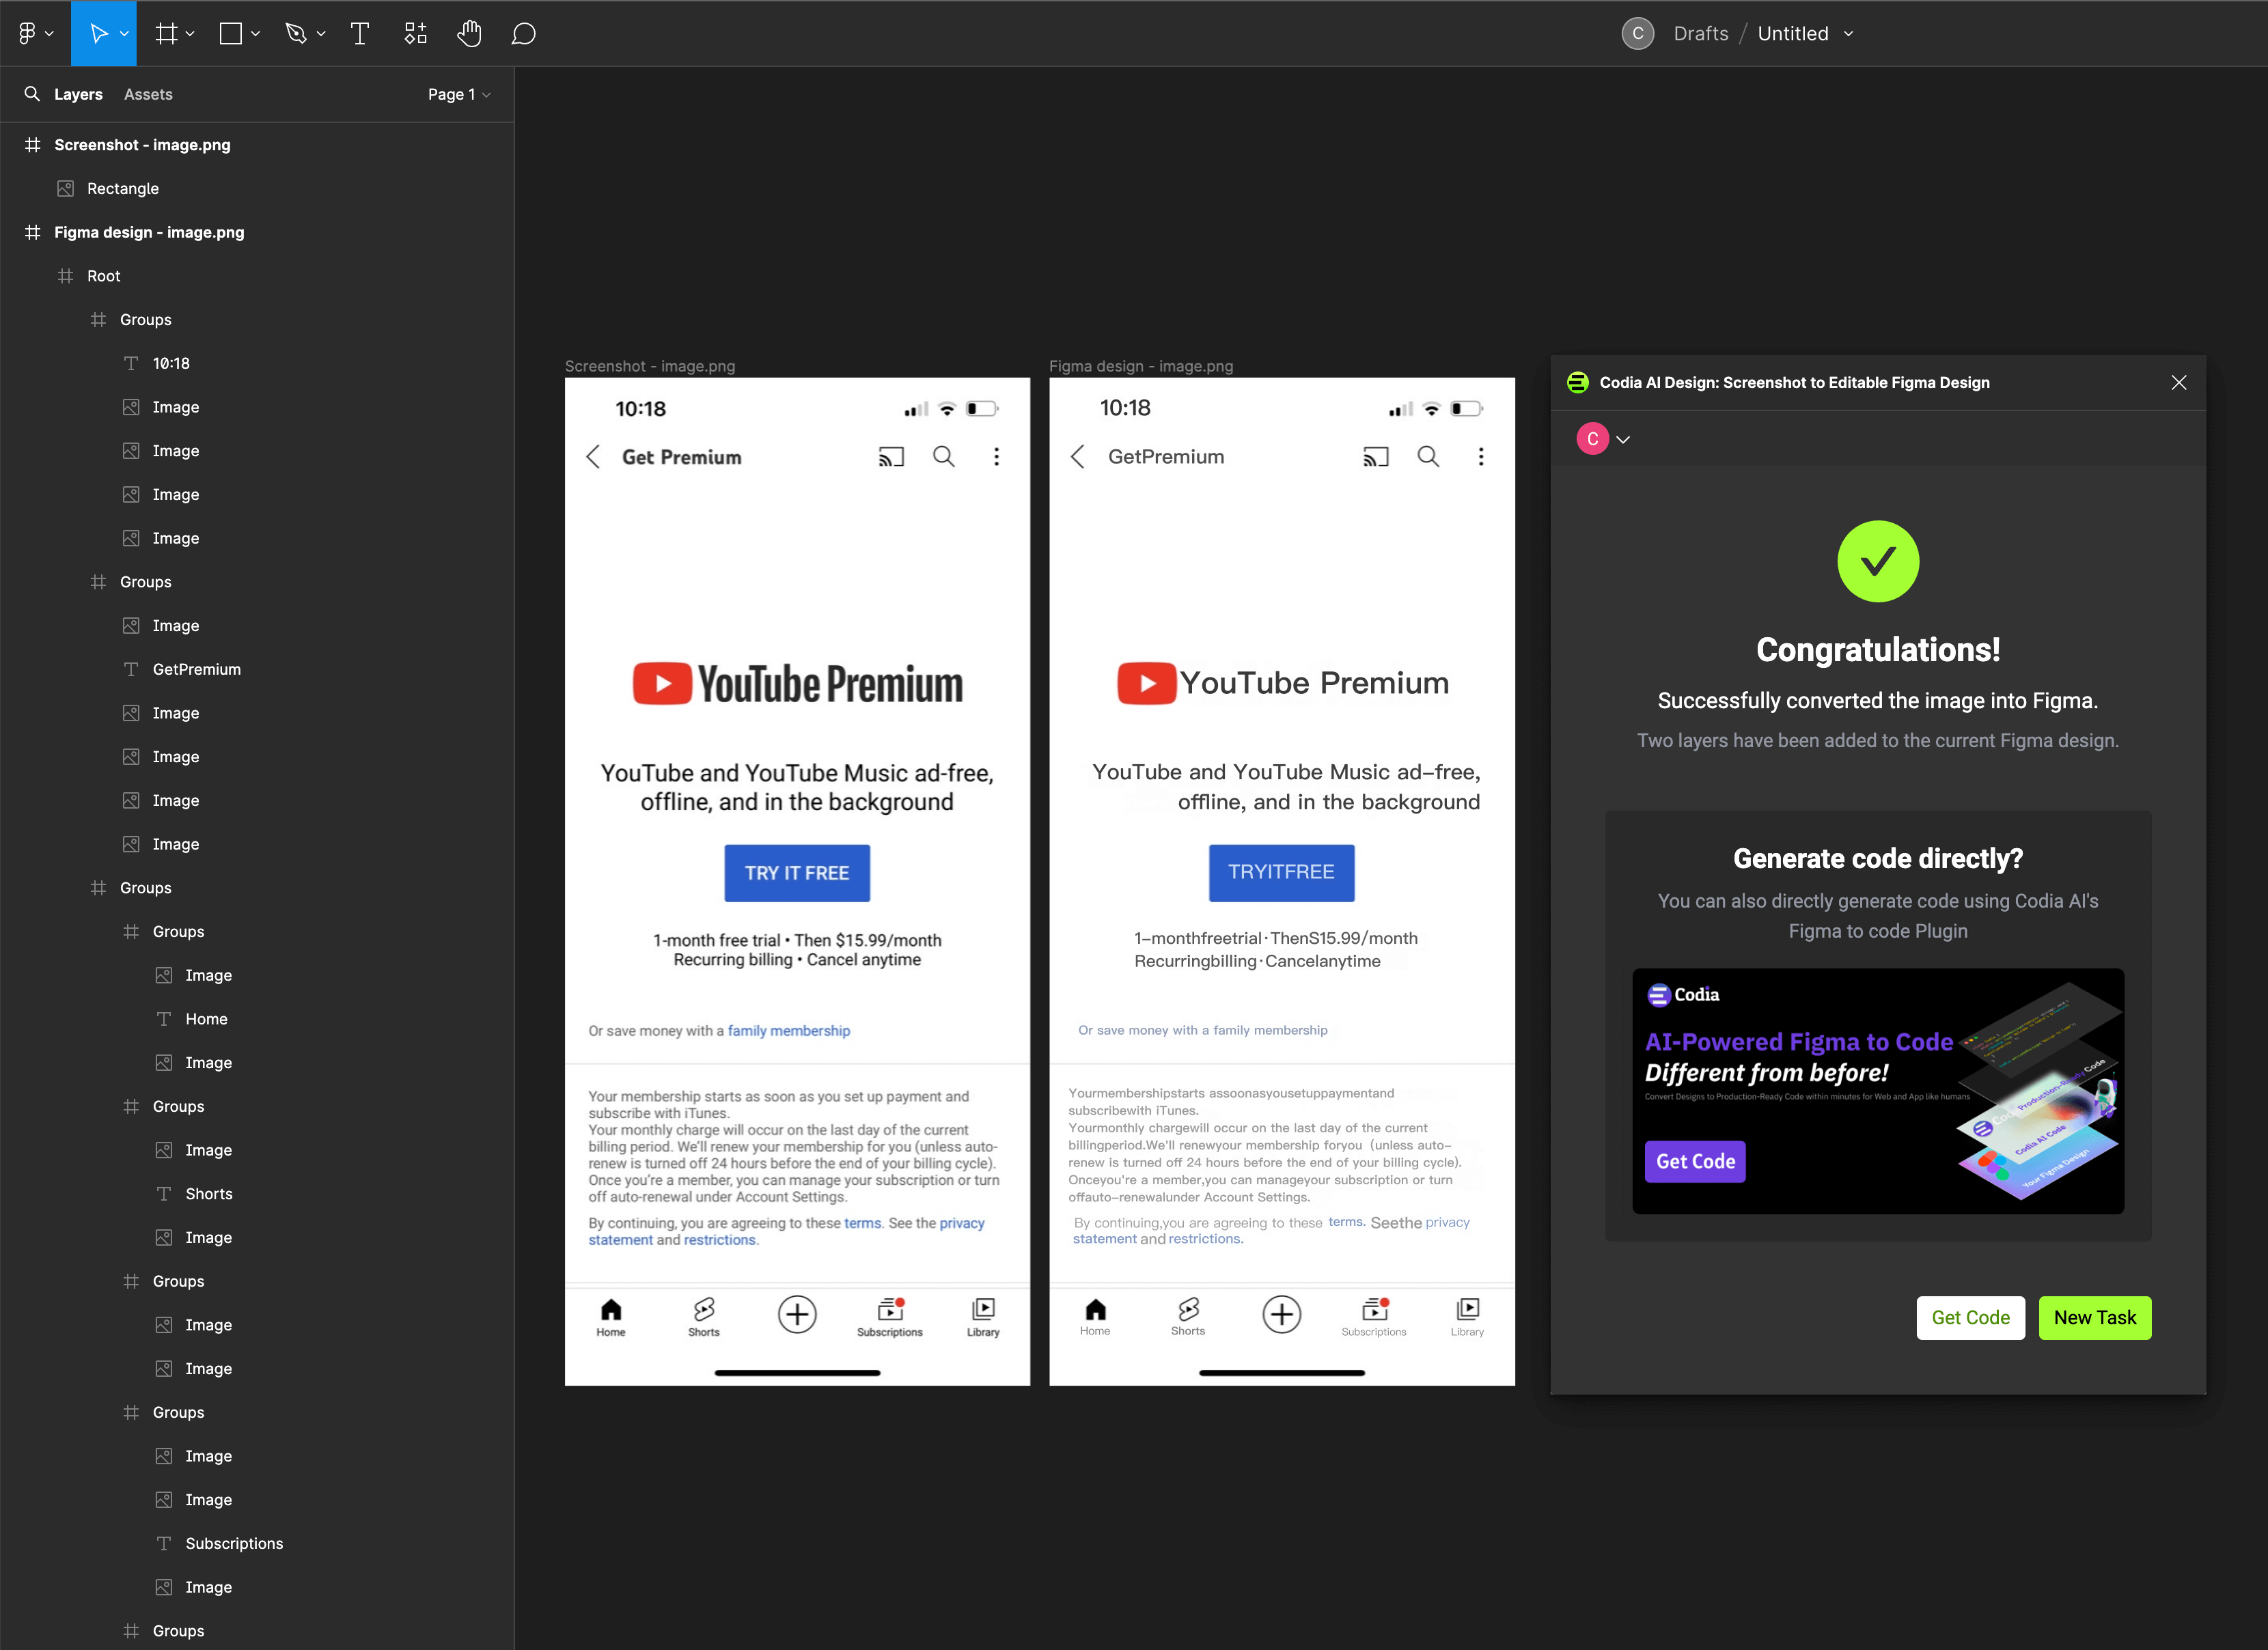 C Drafts / Untitled
Layers Assets Page 1
Screenshot - image.png
Rectangle
Figma design - image.png
Root
Groups
10:18
Image
Image
Image
Image
Groups
Image
GetPremium
Image
Image
Image
Image
Groups
Groups
Image
Home
Image
Groups
Image
Shorts
Image
Groups
Image
Image
Groups
Image
Image
Subscriptions
Image
Groups
Screenshot - image.png
10:18
Get Premium
YouTube Premium
YouTube and YouTube Music ad-free,
offline, and in the background
TRY IT FREE
1-month free trial • Then $15.99/month
Recurring billing • Cancel anytime
Or save money with a family membership
Your membership starts as soon as you set up payment and
subscribe with iTunes.
Your monthly charge will occur on the last day of the current
billing period. We'll renew your membership for you (unless auto-
renew is turned off 24 hours before the end of your billing cycle).
Once you're a member, you can manage your subscription or turn
off auto-renewal under Account Settings.
By continuing, you are agreeing to these terms. See the privacy
statement and restrictions.
Home Shorts Subscriptions Library
Figma design - image.png
10:18
GetPremium
YouTube Premium
YouTube and YouTube Music ad–free,
offline, and in the background
TRYITFREE
1–monthfreetrial·ThenS15.99/month
Recurringbilling·Cancelanytime
Or save money with a family membership
Yourmembershipstarts assoonasyousetuppaymentand
subscribewith iTunes.
Yourmonthly chargewill occur on the last day of the current
billingperiod.We'll renewyour membership foryou (unless auto–
renew is turned off 24 hours before the end of your billing cycle).
Onceyou're a member,you can manageyour subscription or turn
offauto–renewalunder Account Settings.
By continuing,you are agreeing to these terms. Seethe privacy
statement and restrictions.
Home Shorts Subscriptions Library
Codia AI Design: Screenshot to Editable Figma Design
C
Congratulations!
Successfully converted the image into Figma.
Two layers have been added to the current Figma design.
Generate code directly?
You can also directly generate code using Codia AI's
Figma to code Plugin
Codia
AI-Powered Figma to Code
Different from before!
Convert Designs to Production-Ready Code within minutes for Web and App like humans
Get Code
Production-Ready Code
Codia AI Code
Your Figma Design
Get Code New Task